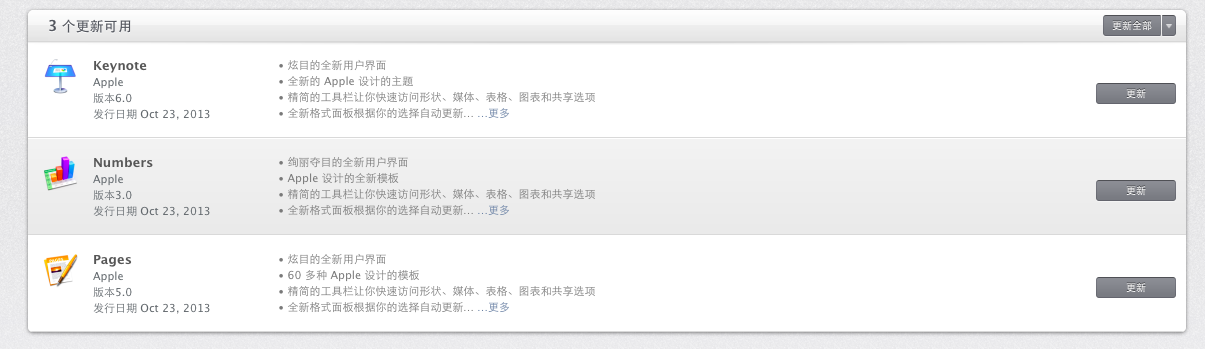 3 个更新可用
更新全部
Keynote
Apple
版本6.0
发行日期 Oct 23, 2013
• 炫目的全新用户界面
• 全新的 Apple 设计的主题
• 精简的工具栏让你快速访问形状、媒体、表格、图表和共享选项
• 全新格式面板根据你的选择自动更新... ...更多
更新
Numbers
Apple
版本3.0
发行日期 Oct 23, 2013
• 绚丽夺目的全新用户界面
• Apple 设计的全新模板
• 精简的工具栏让你快速访问形状、媒体、表格、图表和共享选项
• 全新格式面板根据你的选择自动更新... ...更多
更新
Pages
Apple
版本5.0
发行日期 Oct 23, 2013
• 炫目的全新用户界面
• 60 多种 Apple 设计的模板
• 精简的工具栏让你快速访问形状、媒体、表格、图表和共享选项
• 全新格式面板根据你的选择自动更新... ...更多
更新